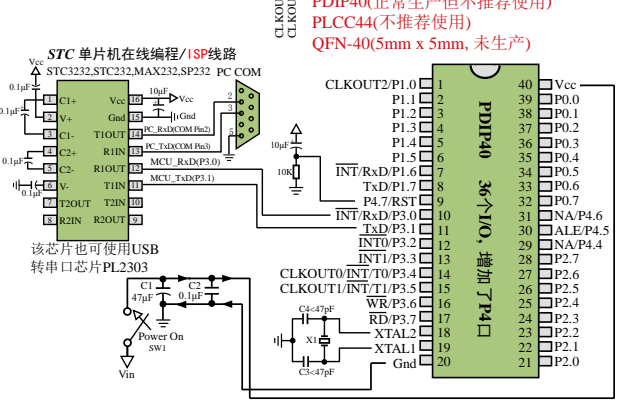 PDIP40(正常生产但不推荐使用)
PLCC44(不推荐使用)
QFN-40(5mm x 5mm, 未生产)
CLKOU
CLKOU
STC 单片机在线编程/ISP线路
STC3232,STC232,MAX232,SP232 PC COM
Vcc
0.1μF
0.1μF
0.1μF
0.1μF
1 C1+ Vcc 16
2 V+ Gnd 15
3 C1- T1OUT 14
4 C2+ R1IN 13
5 C2- R1OUT 12
6 V- T1IN 11
7 T2OUT T2IN 10
8 R2IN R2OUT 9
10μF
Vcc
Gnd
PC_RxD(COM Pin2)
PC_TxD(COM Pin3)
MCU_RxD(P3.0)
MCU_TxD(P3.1)
2
3
5
该芯片也可使用USB
转串口芯片PL2303
10μF
10K
C1
47μF
C2
0.1μF
Power On
SW1
Vin
C4<47pF
X1
C3<47pF
PDIP40 36个I/O, 增加了P4口
CLKOUT2/P1.0 1 40 Vcc
P1.1 2 39 P0.0
P1.2 3 38 P0.1
P1.3 4 37 P0.2
P1.4 5 36 P0.3
P1.5 6 35 P0.4
INT/RxD/P1.6 7 34 P0.5
TxD/P1.7 8 33 P0.6
P4.7/RST 9 32 P0.7
INT/RxD/P3.0 10 31 NA/P4.6
TxD/P3.1 11 30 ALE/P4.5
INT0/P3.2 12 29 NA/P4.4
INT1/P3.3 13 28 P2.7
CLKOUT0/INT/T0/P3.4 14 27 P2.6
CLKOUT1/INT/T1/P3.5 15 26 P2.5
WR/P3.6 16 25 P2.4
RD/P3.7 17 24 P2.3
XTAL2 18 23 P2.2
XTAL1 19 22 P2.1
Gnd 20 21 P2.0